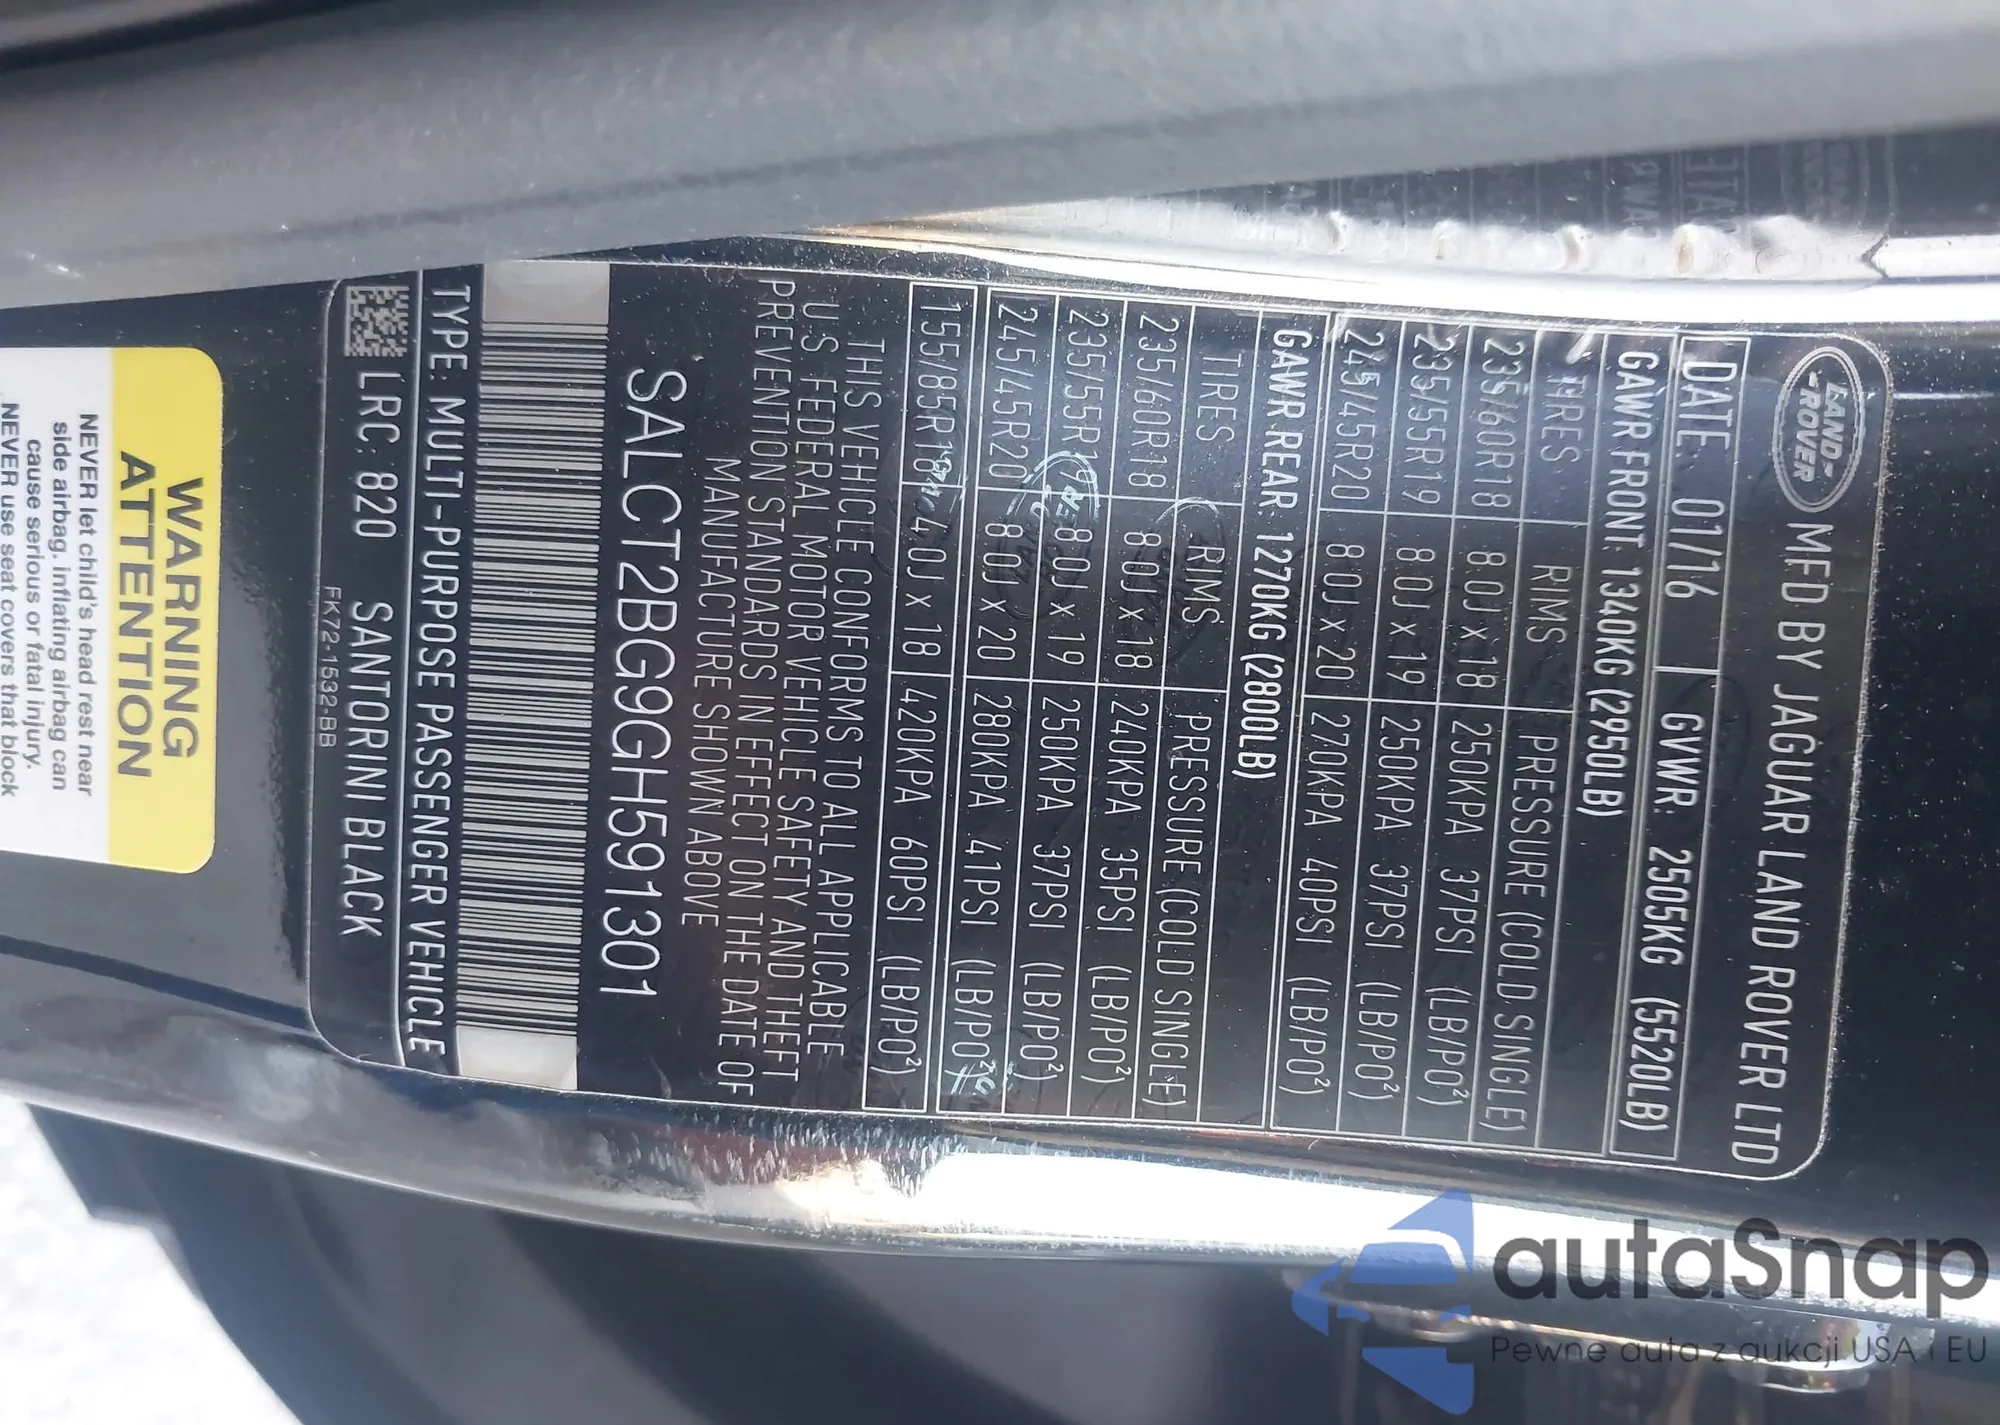 LAND-
-ROVER
MFD BY JAGUAR LAND ROVER LTD
DATE: 01/16 GVWR: 2505KG (5520LB)
GAWR FRONT: 1340KG (2950LB)
TIRES RIMS PRESSURE (COLD SINGLE)
235/60R18 8.0J x 18 250KPA 37PSI (LB/PO²)
235/55R19 8.0J x 19 250KPA 37PSI (LB/PO²)
245/45R20 8.0J x 20 270KPA 40PSI (LB/PO²)
GAWR REAR: 1270KG (2800LB)
TIRES RIMS PRESSURE (COLD SINGLE)
235/60R18 8.0J x 18 240KPA 35PSI (LB/PO²)
235/55R19 8.0J x 19 250KPA 37PSI (LB/PO²)
245/45R20 8.0J x 20 280KPA 41PSI (LB/PO²)
155/85R18 4.0J x 18 420KPA 60PSI (LB/PO²)
THIS VEHICLE CONFORMS TO ALL APPLICABLE
U.S. FEDERAL MOTOR VEHICLE SAFETY AND THEFT
PREVENTION STANDARDS IN EFFECT ON THE DATE OF
MANUFACTURE SHOWN ABOVE
SALCT2BG9GH591301
TYPE: MULTI-PURPOSE PASSENGER VEHICLE
LRC: 820 SANTORINI BLACK
FK72-1532-BB
WARNING
ATTENTION
NEVER let child's head rest near
side airbag. inflating airbag can
cause serious or fatal injury.
NEVER use seat covers that block
autaSnap
Pewne auta z aukcji USA i EU